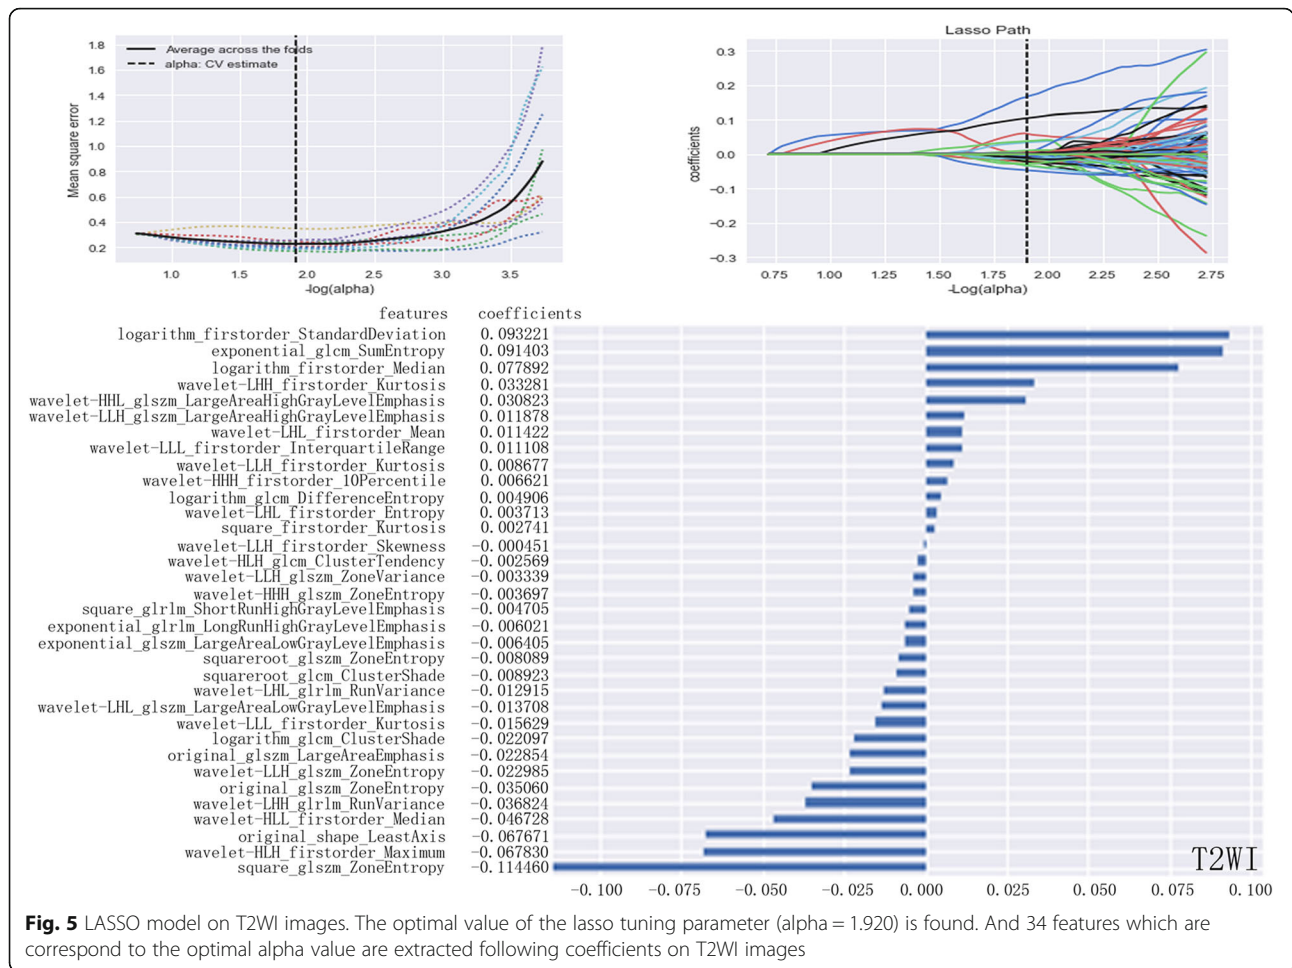 Average across the folds
alpha: CV estimate
Mean square error
1.8
1.6
1.4
1.2
1.0
0.8
0.6
0.4
0.2
1.0 1.5 2.0 2.5 3.0 3.5
-log(alpha)
Lasso Path
coefficients
0.3
0.2
0.1
0.0
-0.1
-0.2
-0.3
0.75 1.00 1.25 1.50 1.75 2.00 2.25 2.50 2.75
-Log(alpha)
features coefficients
logarithm_firstorder_StandardDeviation 0.093221
exponential_glcm_SumEntropy 0.091403
logarithm_firstorder_Median 0.077892
wavelet-LHH_firstorder_Kurtosis 0.033281
wavelet-HHL_glszm_LargeAreaHighGrayLevelEmphasis 0.030823
wavelet-LLH_glszm_LargeAreaHighGrayLevelEmphasis 0.011878
wavelet-LHL_firstorder_Mean 0.011422
wavelet-LLL_firstorder_InterquartileRange 0.011108
wavelet-LLH_firstorder_Kurtosis 0.008677
wavelet-HHH_firstorder_10Percentile 0.006621
logarithm_glcm_DifferenceEntropy 0.004906
wavelet-LHL_firstorder_Entropy 0.003713
square_firstorder_Kurtosis 0.002741
wavelet-LLH_firstorder_Skewness -0.000451
wavelet-HLH_glcm_ClusterTendency -0.002569
wavelet-LLH_glszm_ZoneVariance -0.003339
wavelet-HHH_glszm_ZoneEntropy -0.003697
square_glrlm_ShortRunHighGrayLevelEmphasis -0.004705
exponential_glrlm_LongRunHighGrayLevelEmphasis -0.006021
exponential_glszm_LargeAreaLowGrayLevelEmphasis -0.006405
squareroot_glszm_ZoneEntropy -0.008089
squareroot_glcm_ClusterShade -0.008923
wavelet-LHL_glrlm_RunVariance -0.012915
wavelet-LHL_glszm_LargeAreaLowGrayLevelEmphasis -0.013708
wavelet-LLL_firstorder_Kurtosis -0.015629
logarithm_glcm_ClusterShade -0.022097
original_glszm_LargeAreaEmphasis -0.022854
wavelet-LLH_glszm_ZoneEntropy -0.022985
original_glszm_ZoneEntropy -0.035060
wavelet-LHH_glrlm_RunVariance -0.036824
wavelet-HLL_firstorder_Median -0.046728
original_shape_LeastAxis -0.067671
wavelet-HLH_firstorder_Maximum -0.067830
square_glszm_ZoneEntropy -0.114460
T2WI
-0.100 -0.075 -0.050 -0.025 0.000 0.025 0.050 0.075 0.100
Fig. 5 LASSO model on T2WI images. The optimal value of the lasso tuning parameter (alpha = 1.920) is found. And 34 features which are
correspond to the optimal alpha value are extracted following coefficients on T2WI images